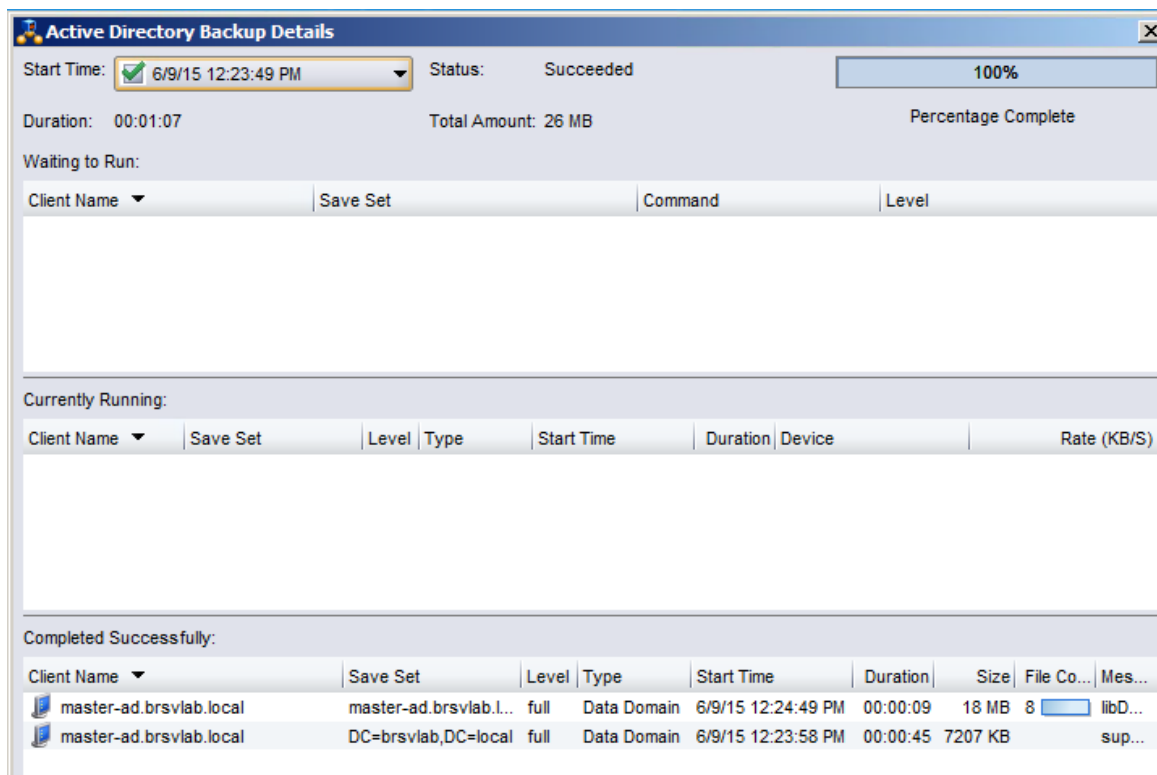 Active Directory Backup Details
Start Time: 6/9/15 12:23:49 PM Status: Succeeded 100%
Duration: 00:01:07 Total Amount: 26 MB Percentage Complete
Waiting to Run:
Client Name Save Set Command Level
Currently Running:
Client Name Save Set Level Type Start Time Duration Device Rate (KB/S)
Completed Successfully:
Client Name Save Set Level Type Start Time Duration Size File Co... Mes...
master-ad.brsvlab.local master-ad.brsvlab.l... full Data Domain 6/9/15 12:24:49 PM 00:00:09 18 MB 8 libD...
master-ad.brsvlab.local DC=brsvlab,DC=local full Data Domain 6/9/15 12:23:58 PM 00:00:45 7207 KB sup...